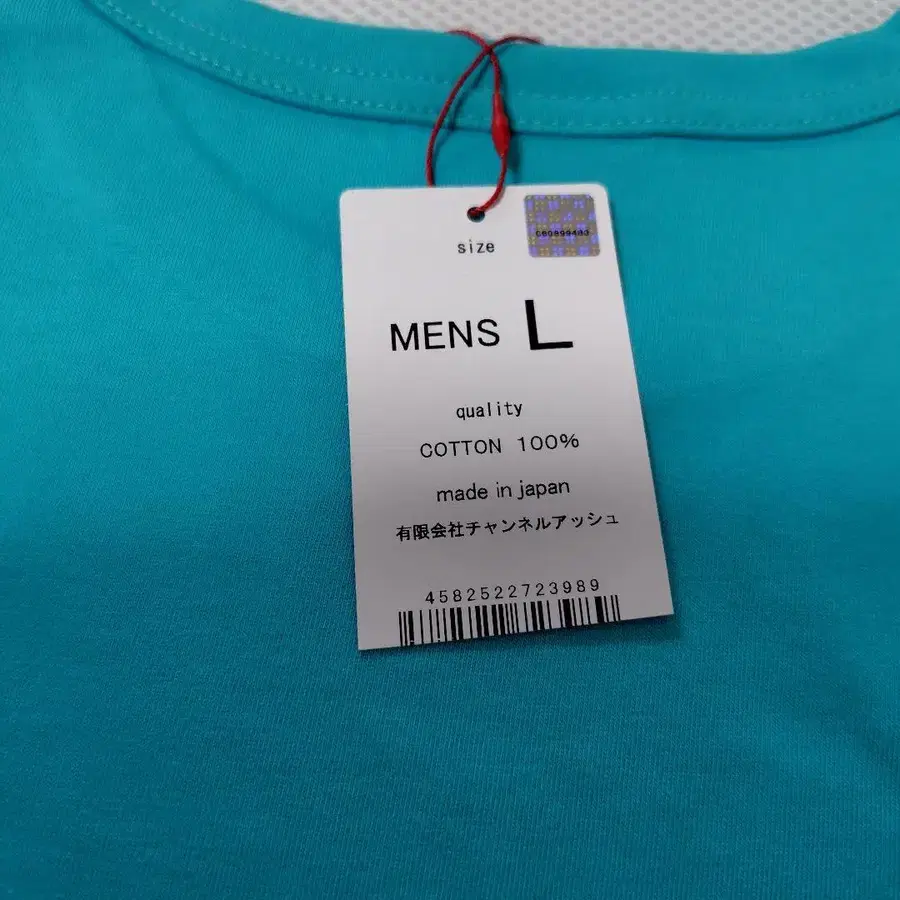 size
MENS L
quality
COTTON 100%
made in japan
有限会社チャンネルアッシュ
4582522723989